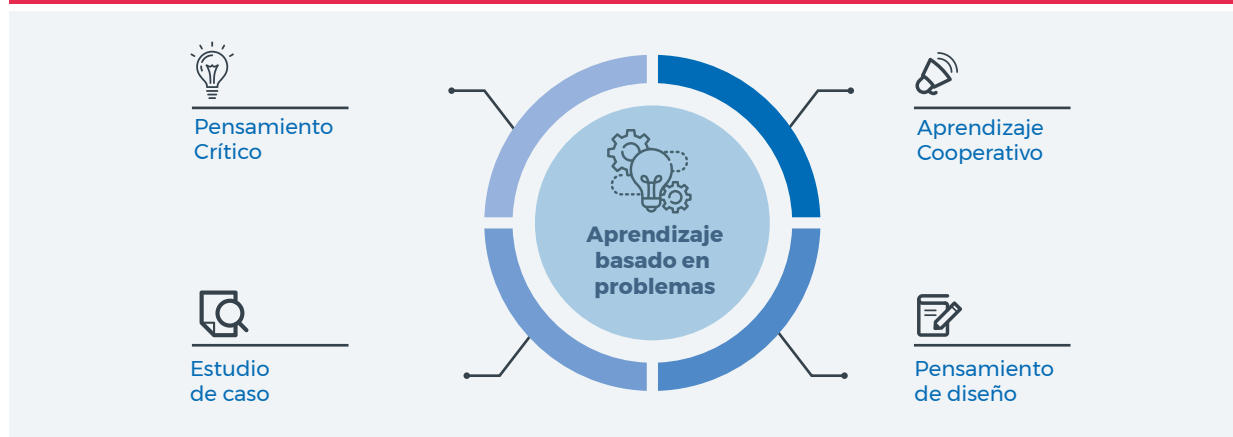 Pensamiento
Crítico
Aprendizaje
Cooperativo
Aprendizaje
basado en
problemas
Estudio
de caso
Pensamiento
de diseño